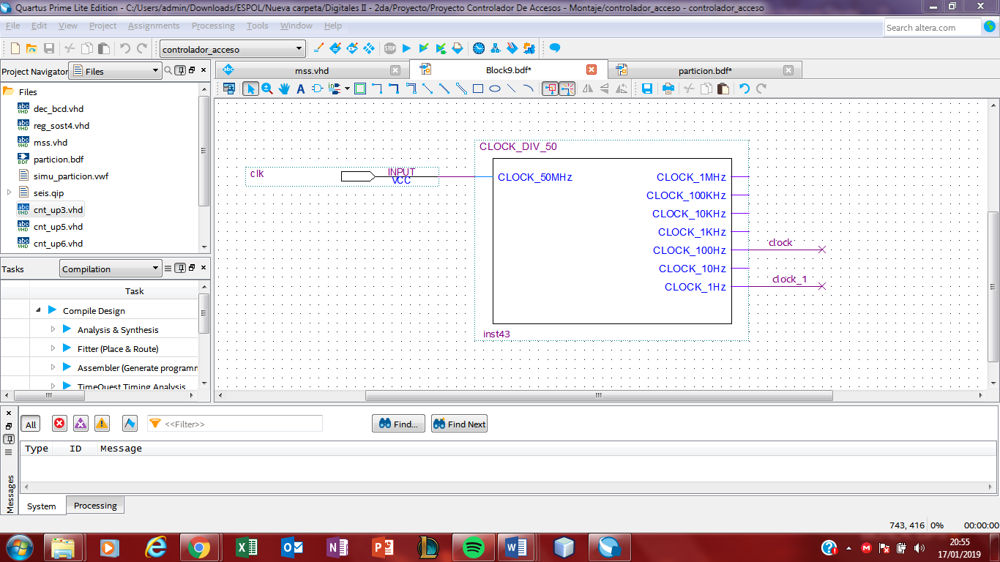 Quartus Prime Lite Edition - C:/Users/admin/Downloads/ESPOL/Nueva carpeta/Digitales II - 2da/Proyecto/Proyecto Controlador De Accesos - Montaje/controlador_acceso - controlador_acceso
File Edit View Project Assignments Processing Tools Window Help
Search altera.com
controlador_acceso
Project Navigator Files
mss.vhd
Block9.bdf*
particion.bdf*
Files
dec_bcd.vhd
reg_sost4.vhd
mss.vhd
particion.bdf
simu_particion.vwf
seis.qip
cnt_up3.vhd
cnt_up5.vhd
cnt_up6.vhd
Tasks Compilation
Task
Compile Design
Analysis & Synthesis
Fitter (Place & Route)
Assembler (Generate programm
TimeQuest Timing Analysis
CLOCK_DIV_50
clk
INPUT
VCC
CLOCK_50MHz
CLOCK_1MHz
CLOCK_100KHz
CLOCK_10KHz
CLOCK_1KHz
CLOCK_100Hz
CLOCK_10Hz
CLOCK_1Hz
clock
clock_1
inst43
All
<<Filter>>
Find...
Find Next
Type ID Message
Messages
System Processing
743, 416 0% 00:00:00
20:55
17/01/2019